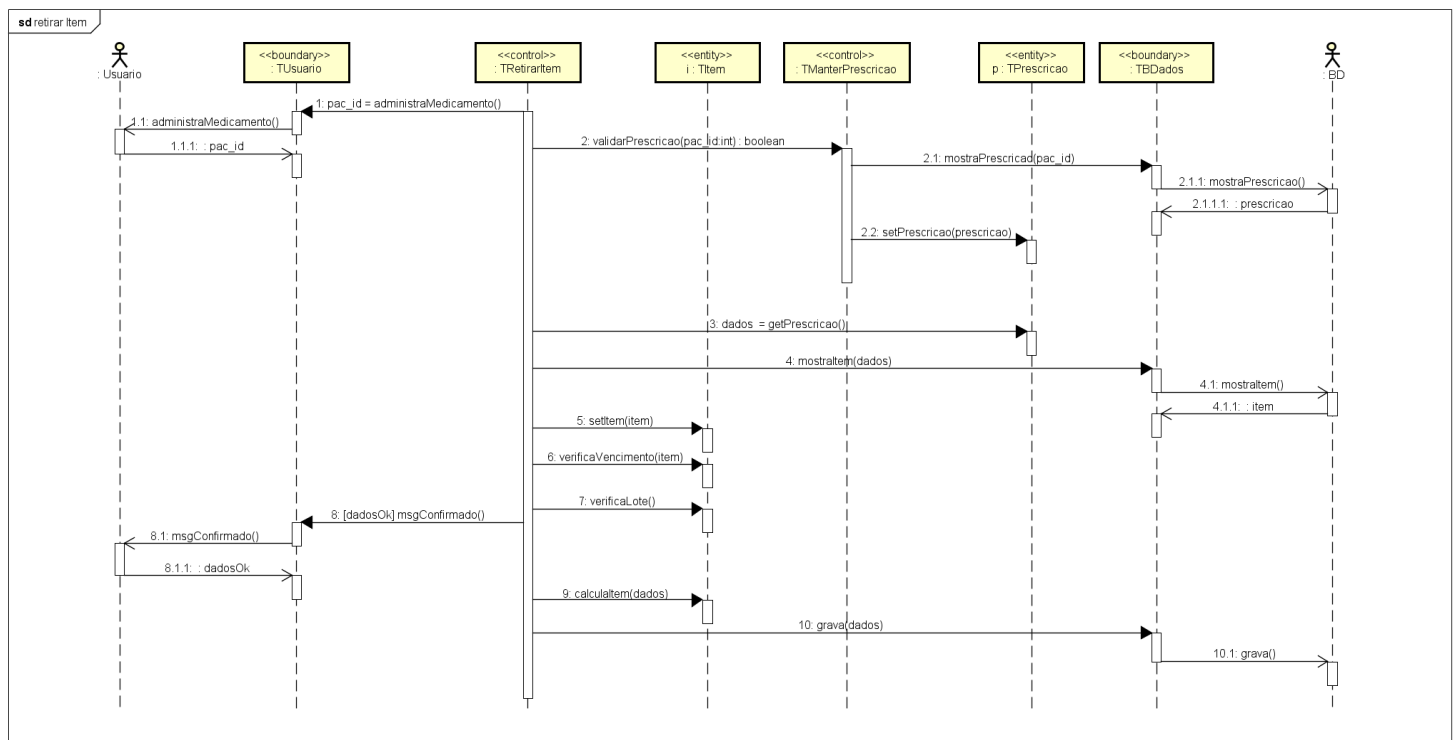 sd retirar Item
: Usuario
<<boundary>>
: TUsuario
<<control>>
: TRetirarItem
<<entity>>
i : TItem
<<control>>
: TManterPrescricao
<<entity>>
p : TPrescricao
<<boundary>>
: TBDados
: BD
1: pac_id = administraMedicamento()
1.1: administraMedicamento()
1.1.1: : pac_id
2: validarPrescricao(pac_id:int) : boolean
2.1: mostraPrescricao(pac_id)
2.1.1: mostraPrescricao()
2.1.1.1: : prescricao
2.2: setPrescricao(prescricao)
3: dados = getPrescricao()
4: mostraItem(dados)
4.1: mostraItem()
4.1.1: : item
5: setItem(item)
6: verificaVencimento(item)
7: verificaLote()
8: [dadosOk] msgConfirmado()
8.1: msgConfirmado()
8.1.1: : dadosOk
9: calculaItem(dados)
10: grava(dados)
10.1: grava()